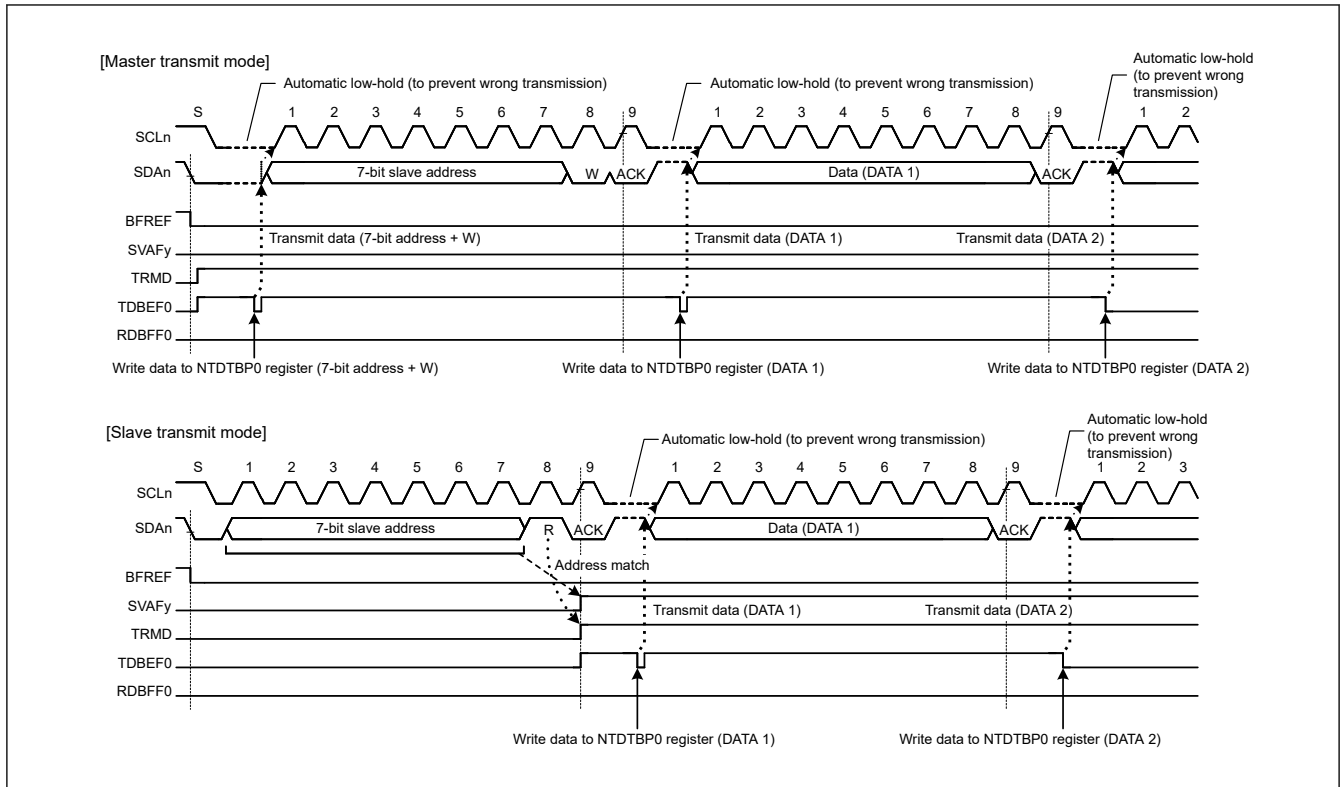 [Master transmit mode]
Automatic low-hold (to prevent wrong transmission)
Automatic low-hold (to prevent wrong transmission)
Automatic low-hold
(to prevent wrong
transmission)
S 1 2 3 4 5 6 7 8 9 1 2 3 4 5 6 7 8 9 1 2
SCLn
SDAn 7-bit slave address W ACK Data (DATA 1) ACK
BFREF
Transmit data (7-bit address + W) Transmit data (DATA 1) Transmit data (DATA 2)
SVAFy
TRMD
TDBEF0
RDBFF0
Write data to NTDTBP0 register (7-bit address + W) Write data to NTDTBP0 register (DATA 1) Write data to NTDTBP0 register (DATA 2)
[Slave transmit mode]
Automatic low-hold (to prevent wrong transmission)
Automatic low-hold
(to prevent wrong
transmission)
S 1 2 3 4 5 6 7 8 9 1 2 3 4 5 6 7 8 9 1 2 3
SCLn
SDAn 7-bit slave address R ACK Data (DATA 1) ACK
Address match
BFREF
SVAFy Transmit data (DATA 1) Transmit data (DATA 2)
TRMD
TDBEF0
RDBFF0
Write data to NTDTBP0 register (DATA 1) Write data to NTDTBP0 register (DATA 2)